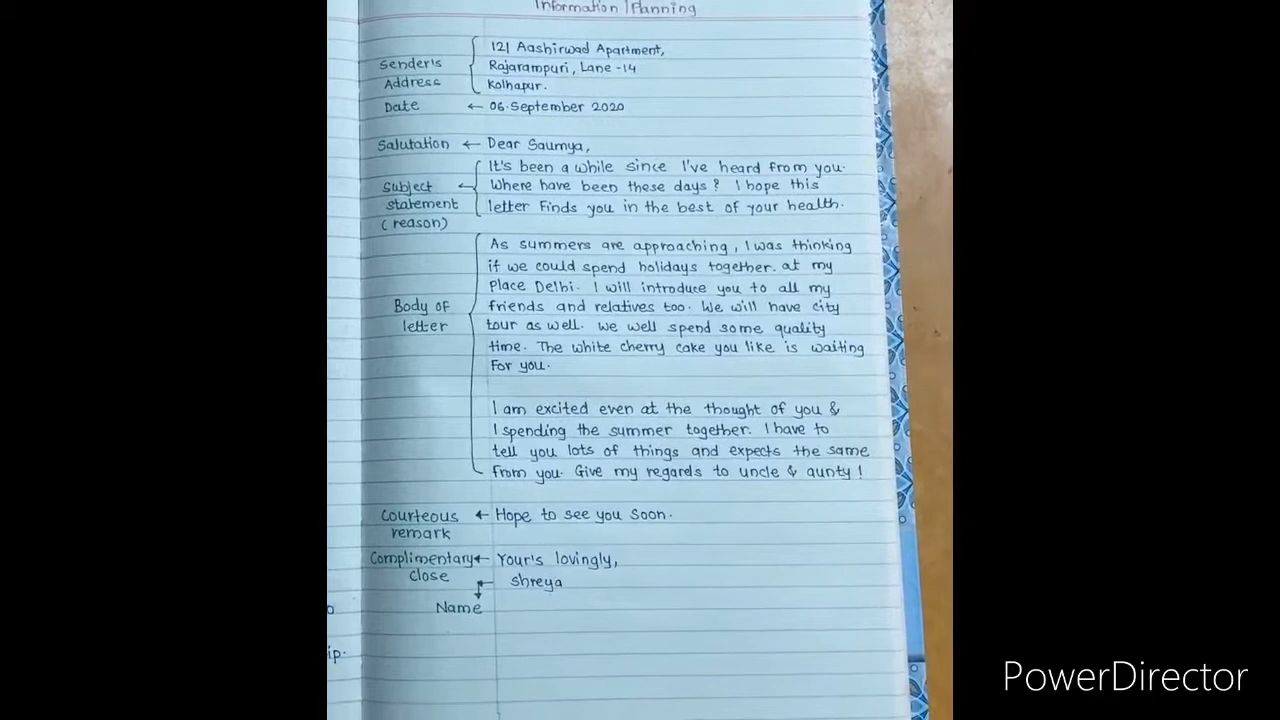 Information | Planning
121 Aashirwad Apartment,
Sender's
Rajarampuri, Lane -14
Address
Kolhapur.
Date ← 06. September 2020
Salutation ← Dear Saumya,
It's been a while since I've heard from you.
Subject ← Where have been these days? I hope this
statement letter finds you in the best of your health.
(reason)
As summers are approaching, I was thinking
if we could spend holidays together. at my
Place Delhi. I will introduce you to all my
Body of friends and relatives too. We will have city
letter tour as well. We well spend some quality
time. The white cherry cake you like is waiting
for you.
I am excited even at the thought of you &
I spending the summer together. I have to
tell you lots of things and expects the same
from you. Give my regards to uncle & aunty!
Courteous ← Hope to see you soon.
remark
Complimentary ← Your's lovingly,
close
shreya
Name
ip.
PowerDirector